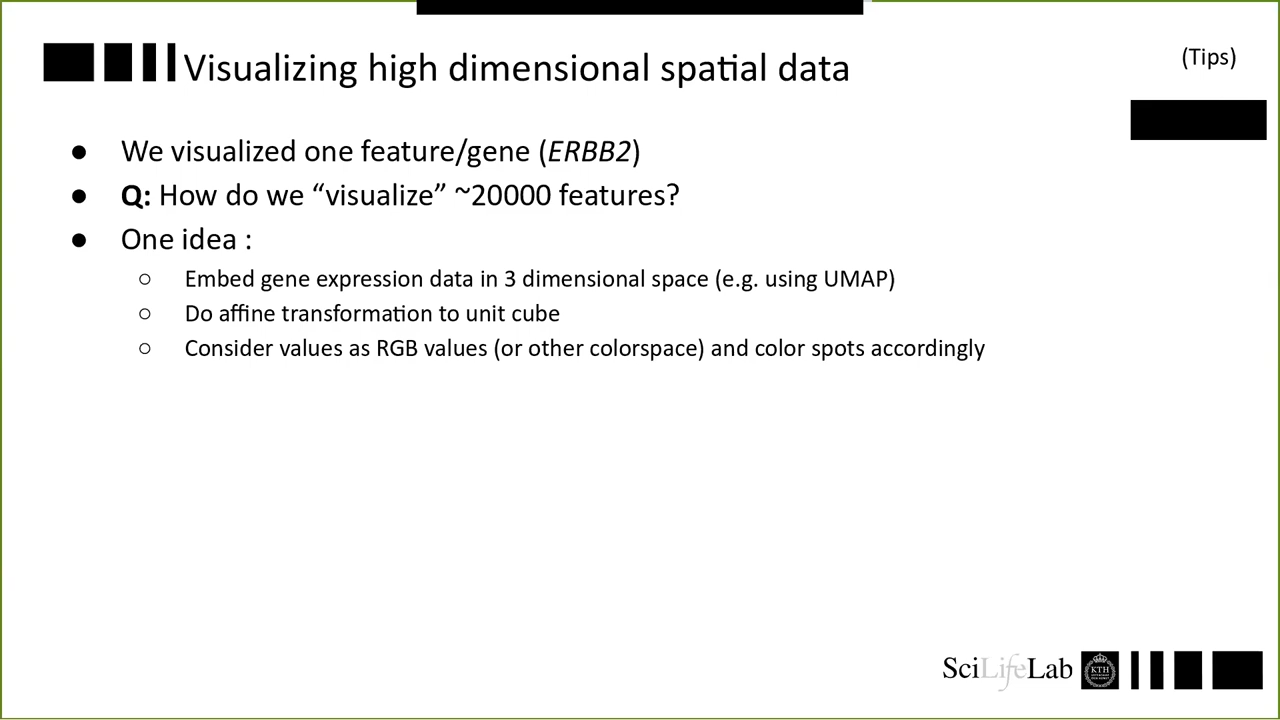 Visualizing high dimensional spatial data
(Tips)
● We visualized one feature/gene (ERBB2)
● Q: How do we “visualize” ~20000 features?
● One idea :
○ Embed gene expression data in 3 dimensional space (e.g. using UMAP)
○ Do affine transformation to unit cube
○ Consider values as RGB values (or other colorspace) and color spots accordingly
SciLifeLab
KTH